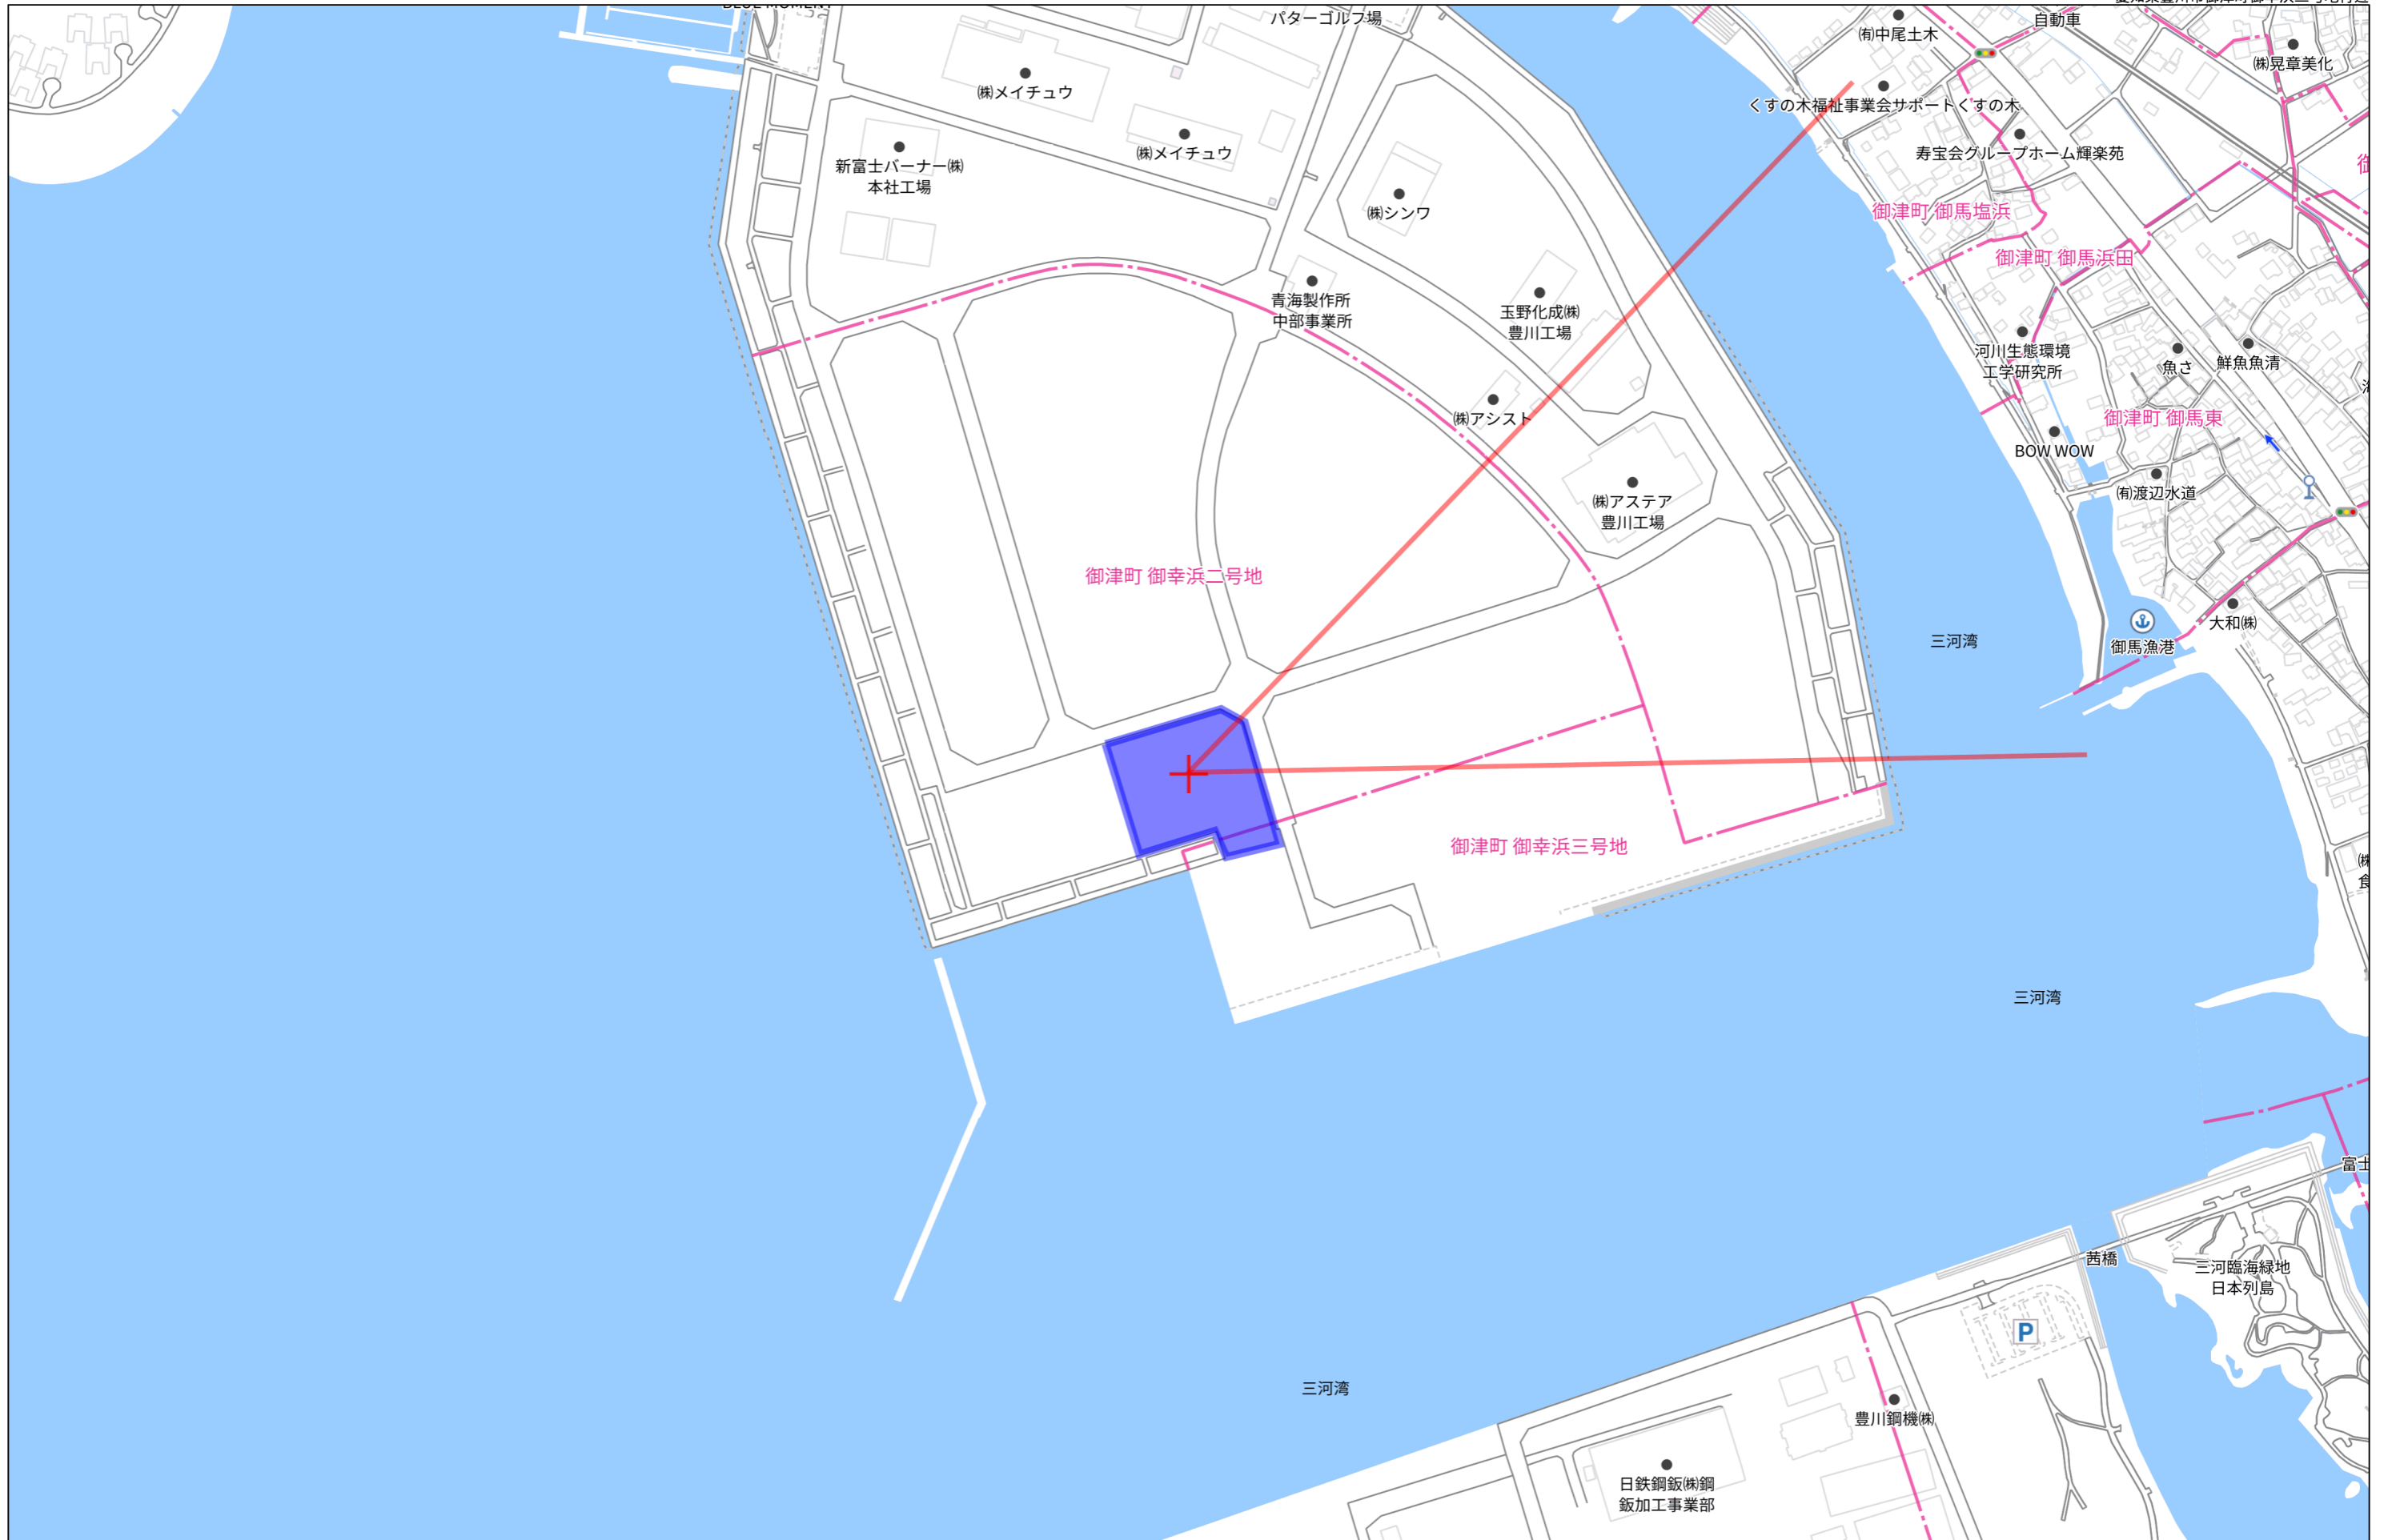 パターゴルフ場
自動車
㈲中尾土木
㈱晃章美化
㈱メイチュウ
くすの木福祉事業会サポートくすの木
㈱メイチュウ
寿宝会グループホーム輝楽苑
新富士バーナー㈱
本社工場
御
㈱シンワ
御津町 御馬塩浜
御津町 御馬浜田
青海製作所
中部事業所
玉野化成㈱
豊川工場
河川生態環境
工学研究所
魚さ
鮮魚魚清
㈱アシスト
御津町 御馬東
BOW WOW
㈱アステア
豊川工場
㈲渡辺水道
御津町 御幸浜二号地
大和㈱
三河湾
御馬漁港
御津町 御幸浜三号地
三河湾
富士
茜橋
三河臨海緑地
日本列島
P
三河湾
豊川鋼機㈱
日鉄鋼鈑㈱鋼
鈑加工事業部